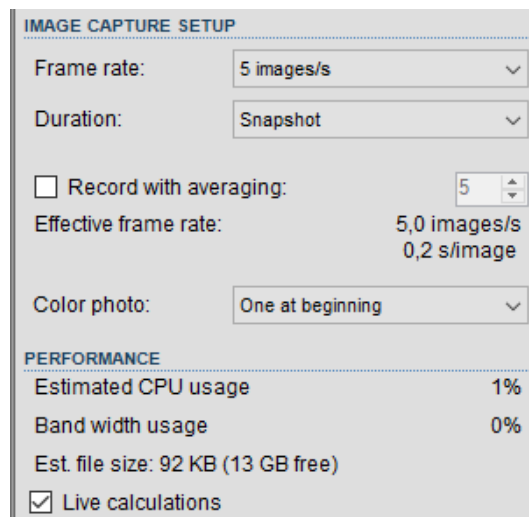 IMAGE CAPTURE SETUP
Frame rate: 5 images/s
Duration: Snapshot
Record with averaging: 5
Effective frame rate: 5,0 images/s
0,2 s/image
Color photo: One at beginning
PERFORMANCE
Estimated CPU usage 1%
Band width usage 0%
Est. file size: 92 KB (13 GB free)
Live calculations